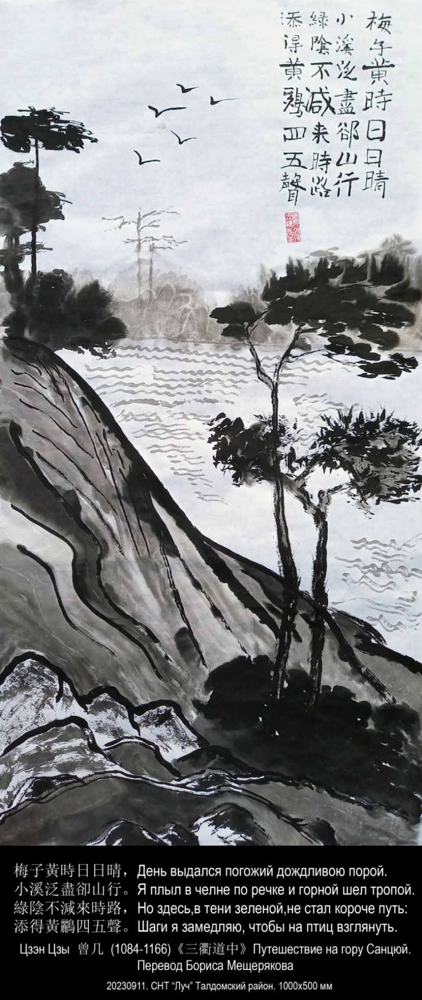 梅子黄時日日晴
小溪泛盡卻山行
緑陰不減来時路
添得黄鸝四五聲
梅子黃時日日晴，День выдался погожий дождливою порой.
小溪泛盡卻山行。Я плыл в челне по речке и горной шел тропой.
綠陰不減來時路，Но здесь,в тени зеленой,не стал короче путь:
添得黃鸝四五聲。Шаги я замедляю, чтобы на птиц взглянуть.
Цзэн Цзы 曾几 (1084-1166)《三衢道中》Путешествие на гору Санцюй.
Перевод Бориса Мещерякова
20230911. СНТ “Луч” Талдомский район. 1000x500 мм